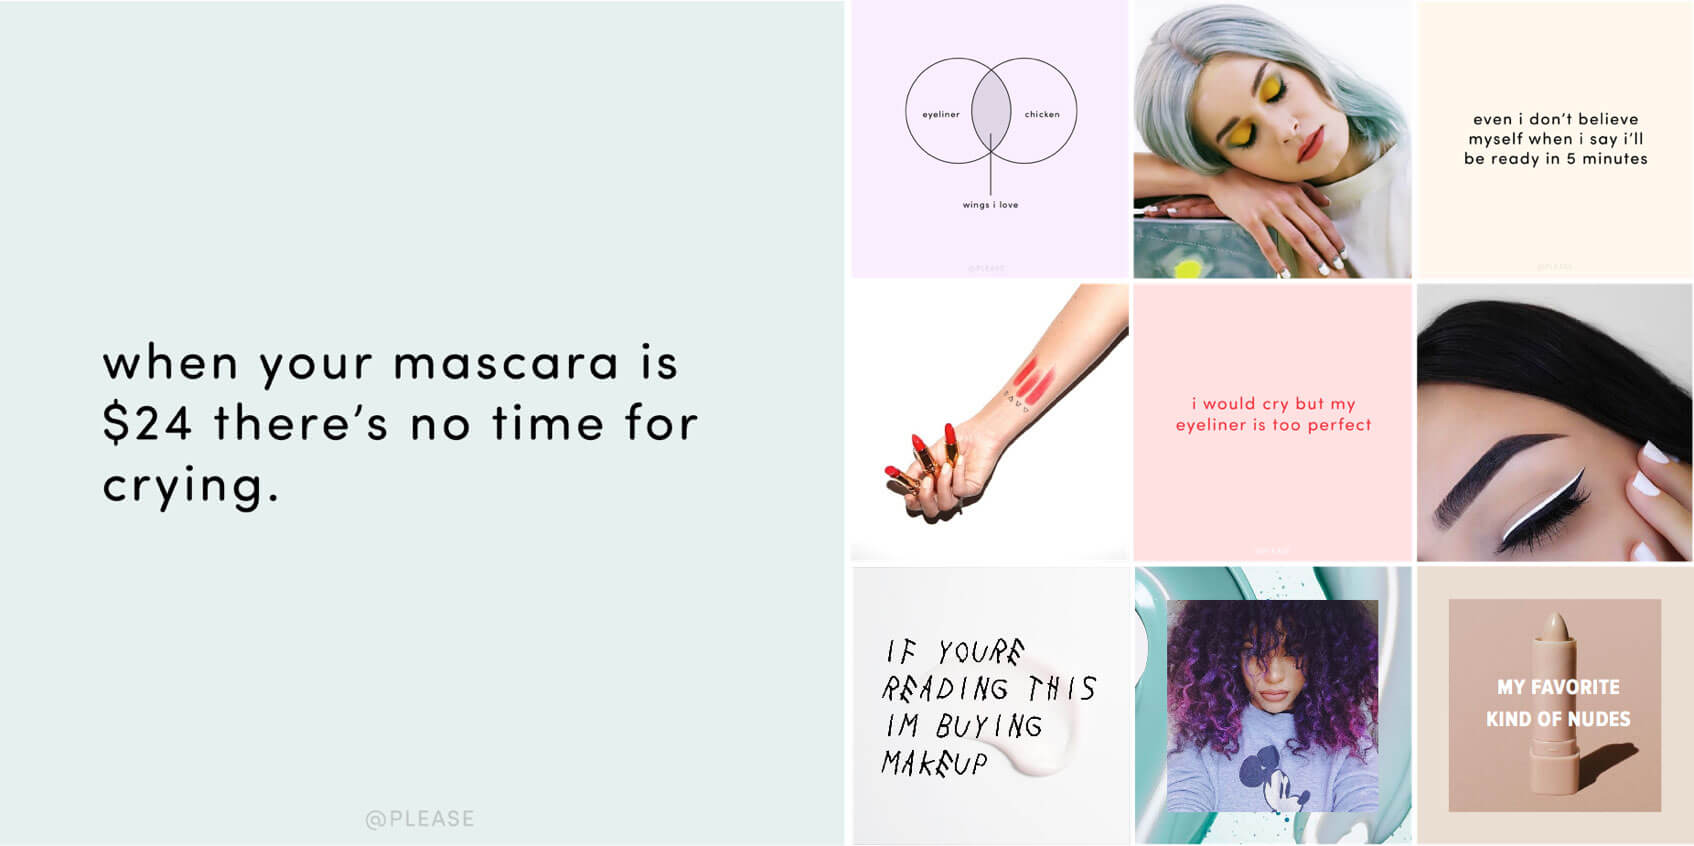 when your mascara is
$24 there's no time for
crying.
@PLEASE
eyeliner
chicken
wings i love
@PLEASE
even i don't believe
myself when i say i'll
be ready in 5 minutes
@PLEASE
i would cry but my
eyeliner is too perfect
@PLEASE
IF YOURE
READING THIS
IM BUYING
MAKEUP
MY FAVORITE
KIND OF NUDES